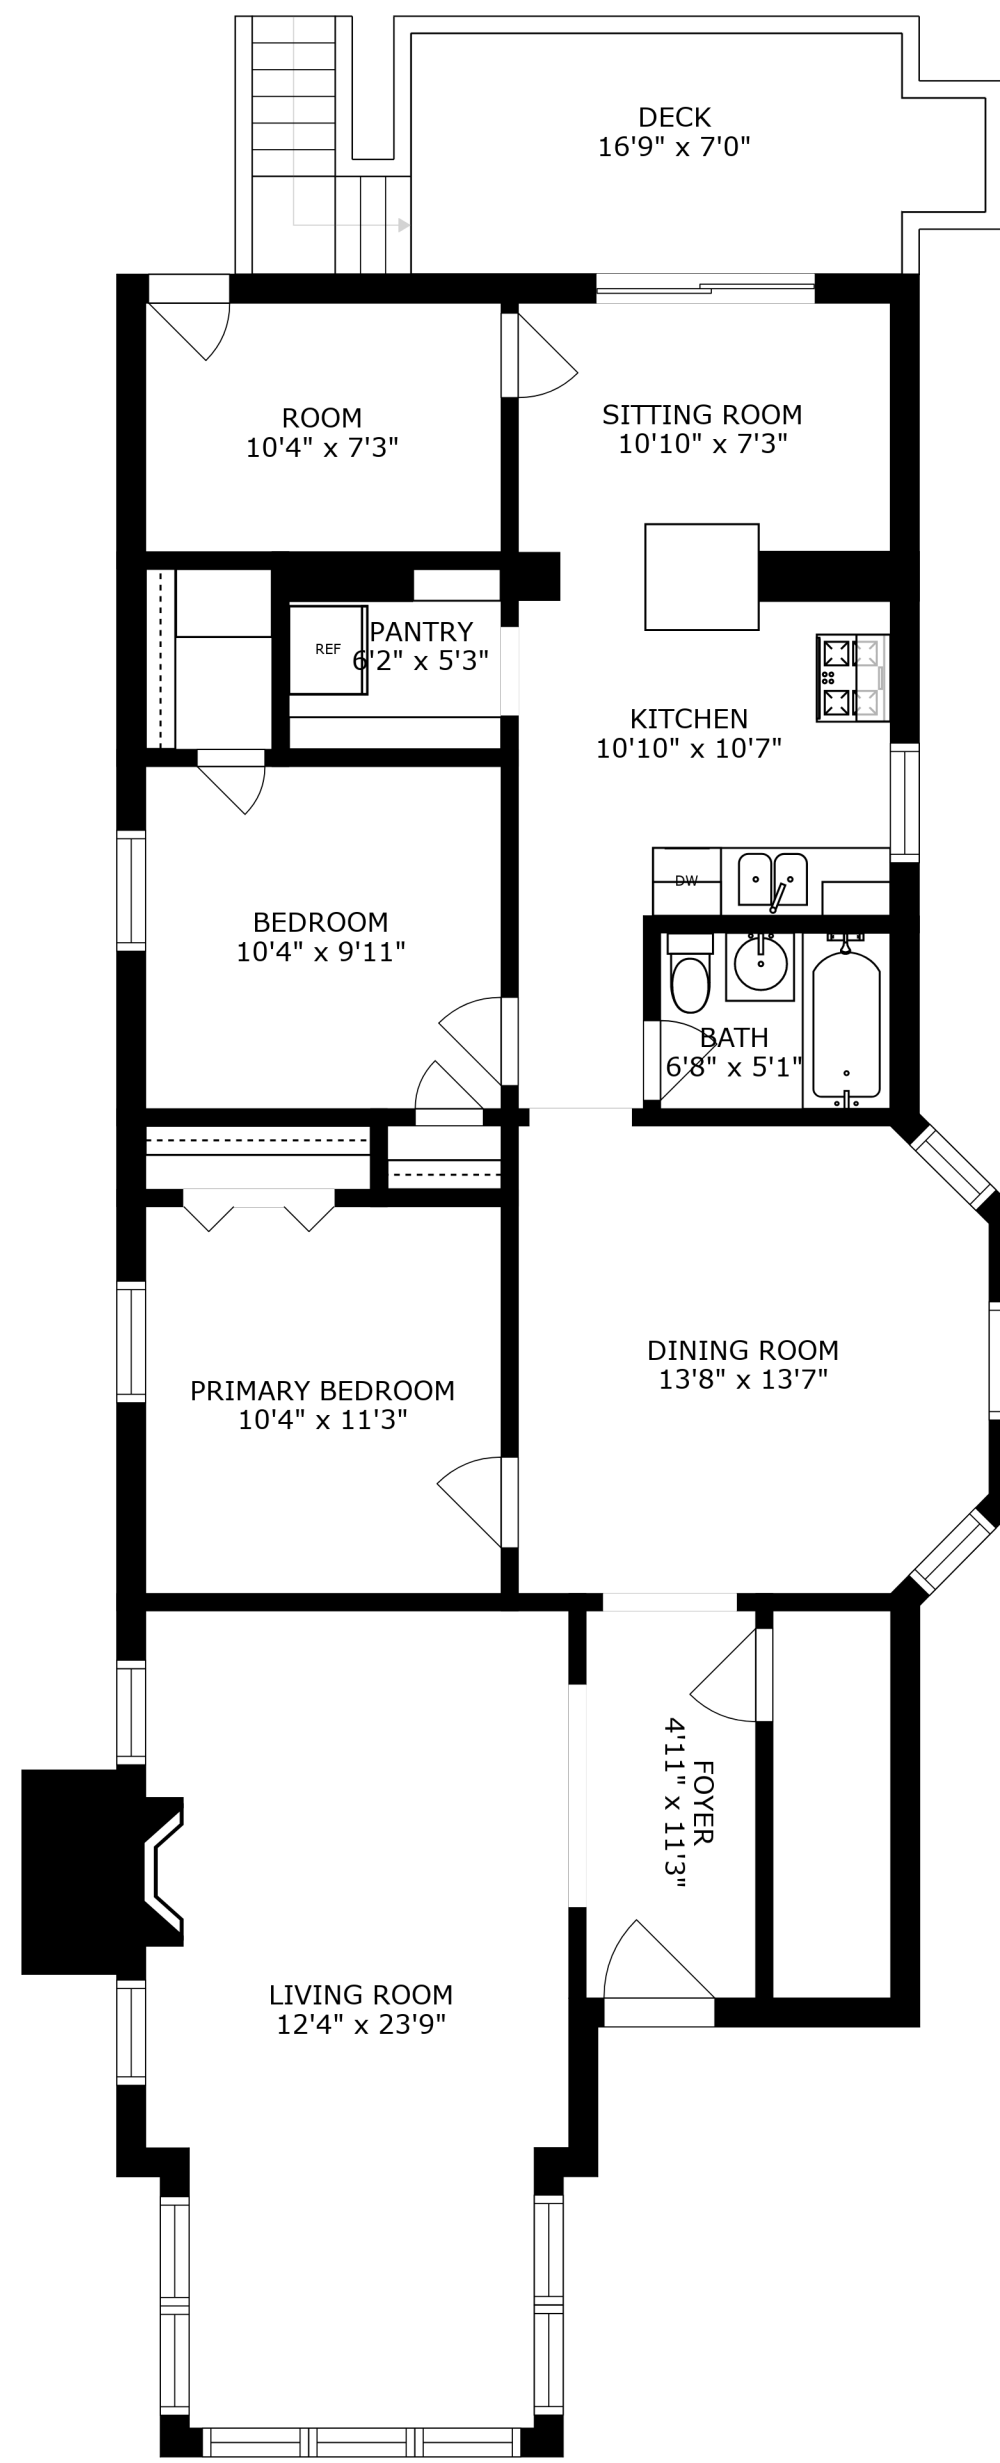 DECK
16'9" x 7'0"
ROOM
10'4" x 7'3"
SITTING ROOM
10'10" x 7'3"
REF
PANTRY
6'2" x 5'3"
KITCHEN
10'10" x 10'7"
DW
BEDROOM
10'4" x 9'11"
BATH
6'8" x 5'1"
DINING ROOM
13'8" x 13'7"
PRIMARY BEDROOM
10'4" x 11'3"
FOYER
4'11" x 11'3"
LIVING ROOM
12'4" x 23'9"